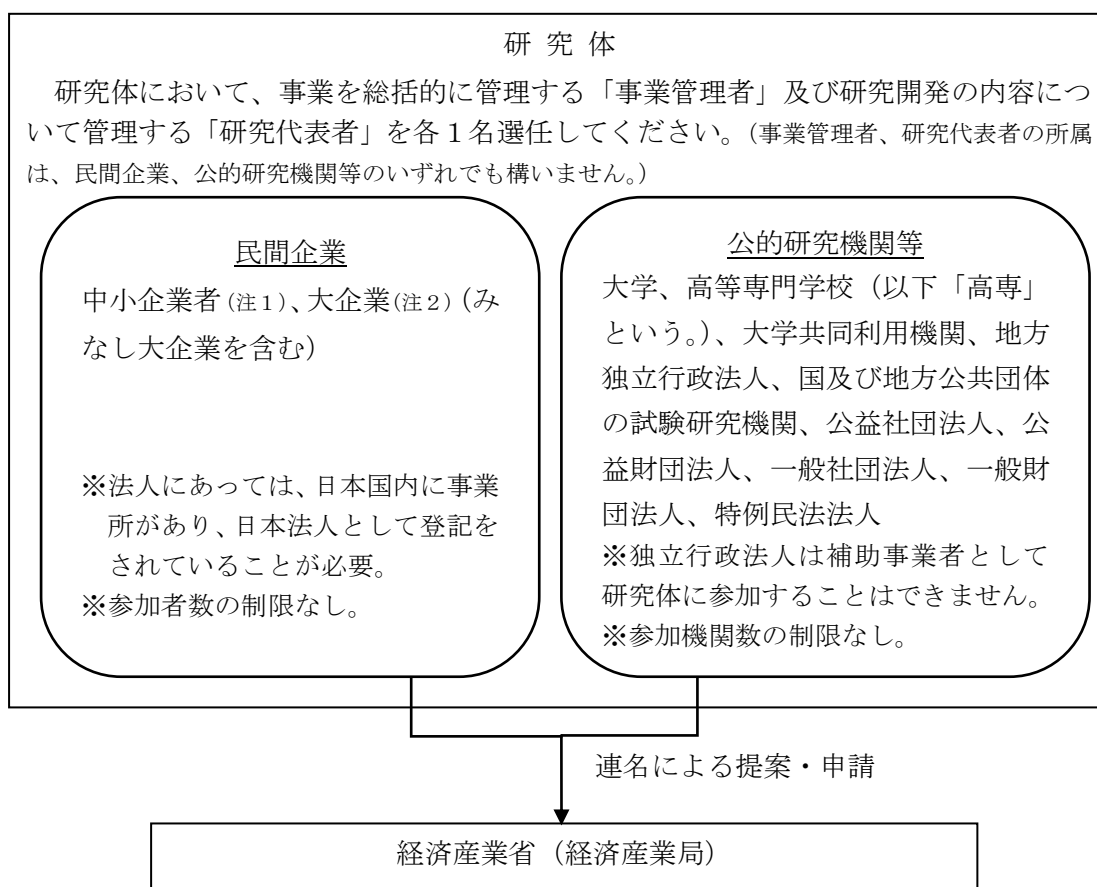 研 究 体
研究体において、事業を総括的に管理する「事業管理者」及び研究開発の内容につ
いて管理する「研究代表者」を各１名選任してください。（事業管理者、研究代表者の所属
は、民間企業、公的研究機関等のいずれでも構いません。）
民間企業
中小企業者（注１）、大企業（注２）（み
なし大企業を含む）
※法人にあっては、日本国内に事業
所があり、日本法人として登記を
されていることが必要。
※参加者数の制限なし。
公的研究機関等
大学、高等専門学校（以下「高専」
という。）、大学共同利用機関、地方
独立行政法人、国及び地方公共団体
の試験研究機関、公益社団法人、公
益財団法人、一般社団法人、一般財
団法人、特例民法法人
※独立行政法人は補助事業者として
研究体に参加することはできません。
※参加機関数の制限なし。
連名による提案・申請
経済産業省（経済産業局）